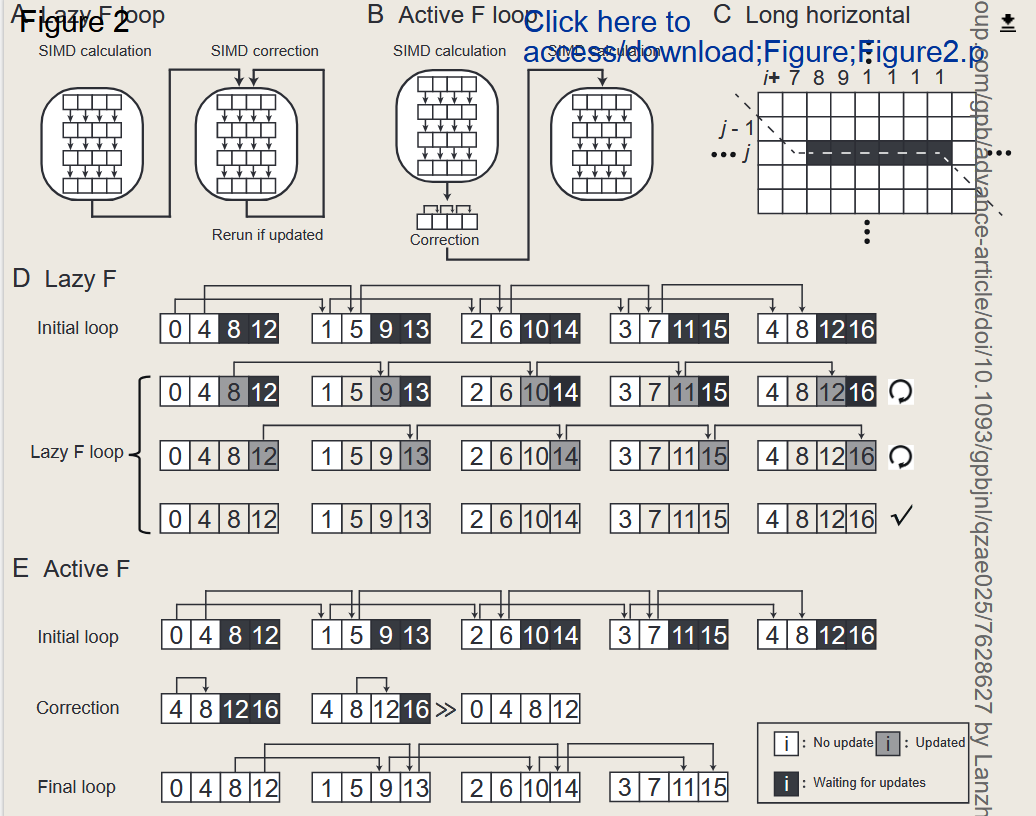 Figure 2
Click here to
access/download;Figure;Figure2.p
A Lazy F loop
SIMD calculation
SIMD correction
Rerun if updated
B Active F loop
SIMD calculation
SIMD calculation
Correction
C Long horizontal
i+ 7 8 9 1 1 1 1
j - 1
j
D Lazy F
Initial loop
0 4 8 12 1 5 9 13 2 6 10 14 3 7 11 15 4 8 12 16
Lazy F loop
0 4 8 12 1 5 9 13 2 6 10 14 3 7 11 15 4 8 12 16
0 4 8 12 1 5 9 13 2 6 10 14 3 7 11 15 4 8 12 16
0 4 8 12 1 5 9 13 2 6 10 14 3 7 11 15 4 8 12 16
E Active F
Initial loop
0 4 8 12 1 5 9 13 2 6 10 14 3 7 11 15 4 8 12 16
Correction
4 8 12 16 4 8 12 16 >> 0 4 8 12
Final loop
0 4 8 12 1 5 9 13 2 6 10 14 3 7 11 15
i : No update i : Updated
i : Waiting for updates
oup.com/gpb/advance-article/doi/10.1093/gpbjnl/qzae025/7628627 by Lanzh